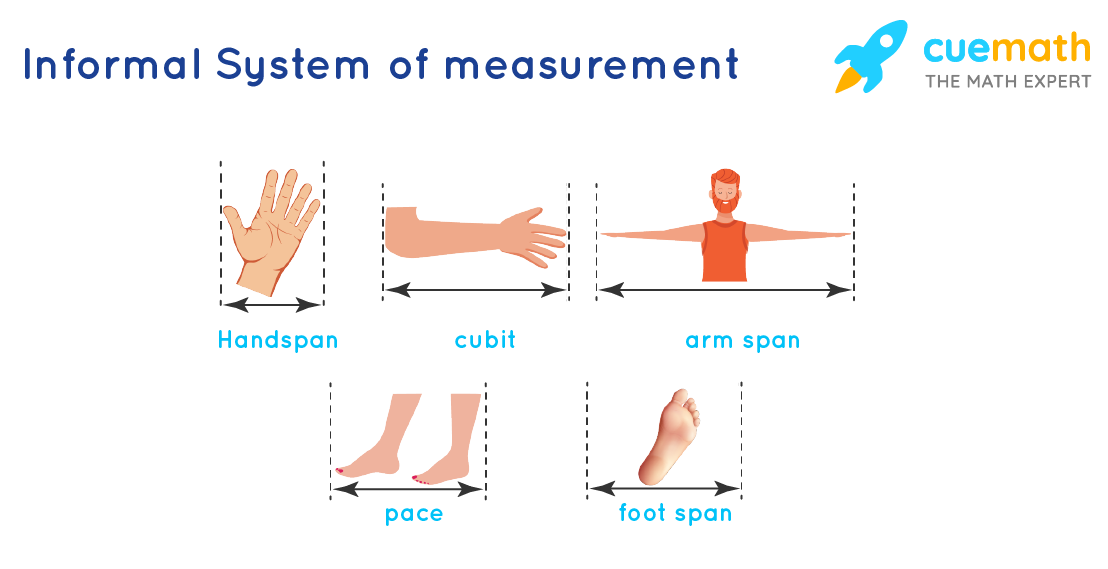 Informal System of measurement
cuemath
THE MATH EXPERT
Handspan
cubit
arm span
pace
foot span